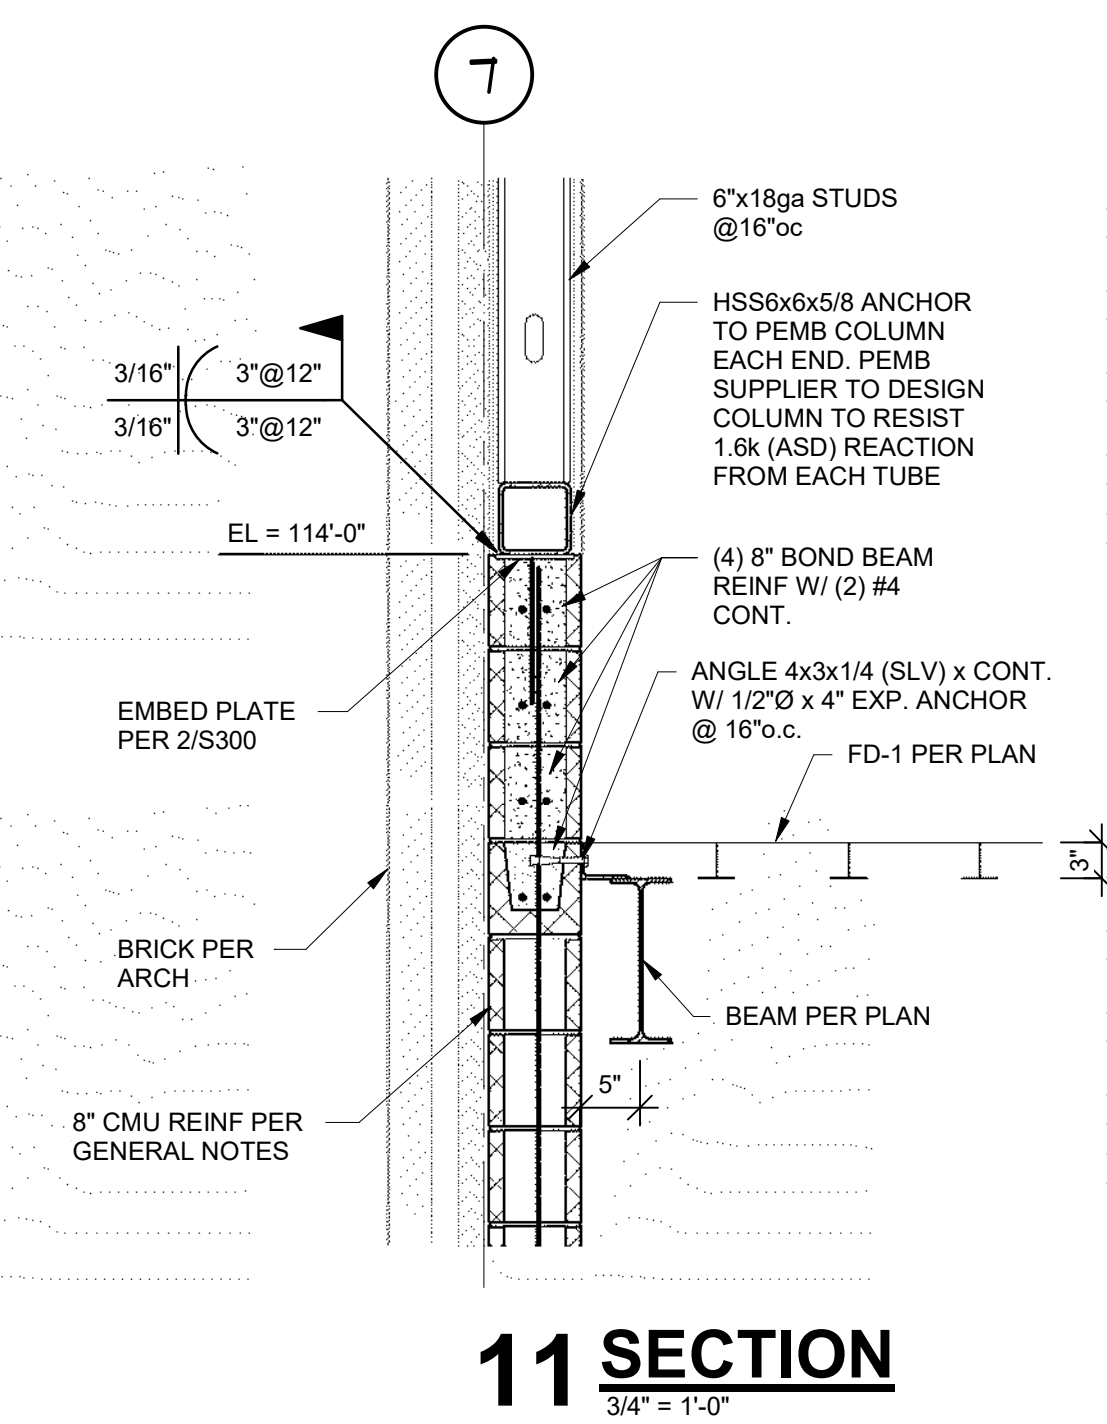 7
6"x18ga STUDS
@16"oc
HSS6x6x5/8 ANCHOR
TO PEMB COLUMN
EACH END. PEMB
SUPPLIER TO DESIGN
COLUMN TO RESIST
1.6k (ASD) REACTION
FROM EACH TUBE
3/16" 3"@12"
3/16" 3"@12"
EL = 114'-0"
(4) 8" BOND BEAM
REINF W/ (2) #4
CONT.
ANGLE 4x3x1/4 (SLV) x CONT.
W/ 1/2"Ø x 4" EXP. ANCHOR
@ 16"o.c.
EMBED PLATE
PER 2/S300
FD-1 PER PLAN
3"
BRICK PER
ARCH
BEAM PER PLAN
5"
8" CMU REINF PER
GENERAL NOTES
11 SECTION
3/4" = 1'-0"